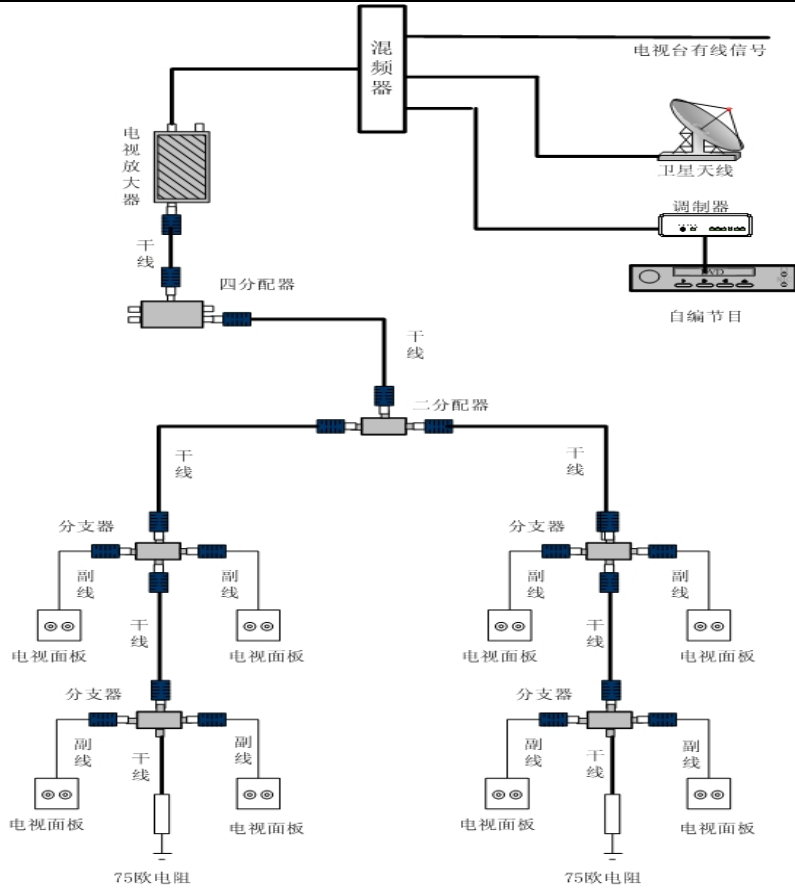 混频器
电视台有线信号
电视放大器
卫星天线
调制器
干线
四分配器
自编节目
干线
二分配器
干线
干线
分支器
分支器
副线
副线
副线
副线
干线
干线
电视面板
电视面板
电视面板
电视面板
分支器
分支器
副线
干线
副线
副线
干线
副线
电视面板
电视面板
电视面板
电视面板
75欧电阻
75欧电阻